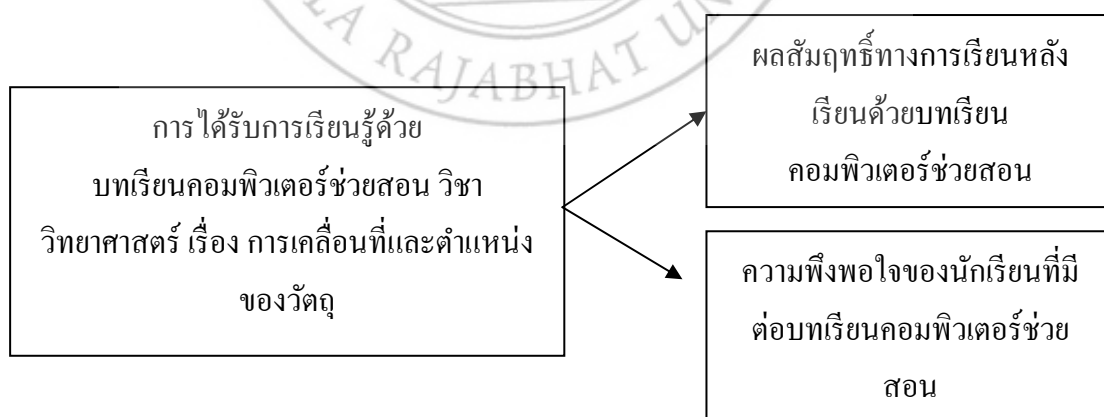 LA RAJABHAT UN
การได้รับการเรียนรู้ด้วย
บทเรียนคอมพิวเตอร์ช่วยสอน วิชา
วิทยาศาสตร์ เรื่อง การเคลื่อนที่และตำแหน่ง
ของวัตถุ
ผลสัมฤทธิ์ทางการเรียนหลัง
เรียนด้วยบทเรียน
คอมพิวเตอร์ช่วยสอน
ความพึงพอใจของนักเรียนที่มี
ต่อบทเรียนคอมพิวเตอร์ช่วย
สอน